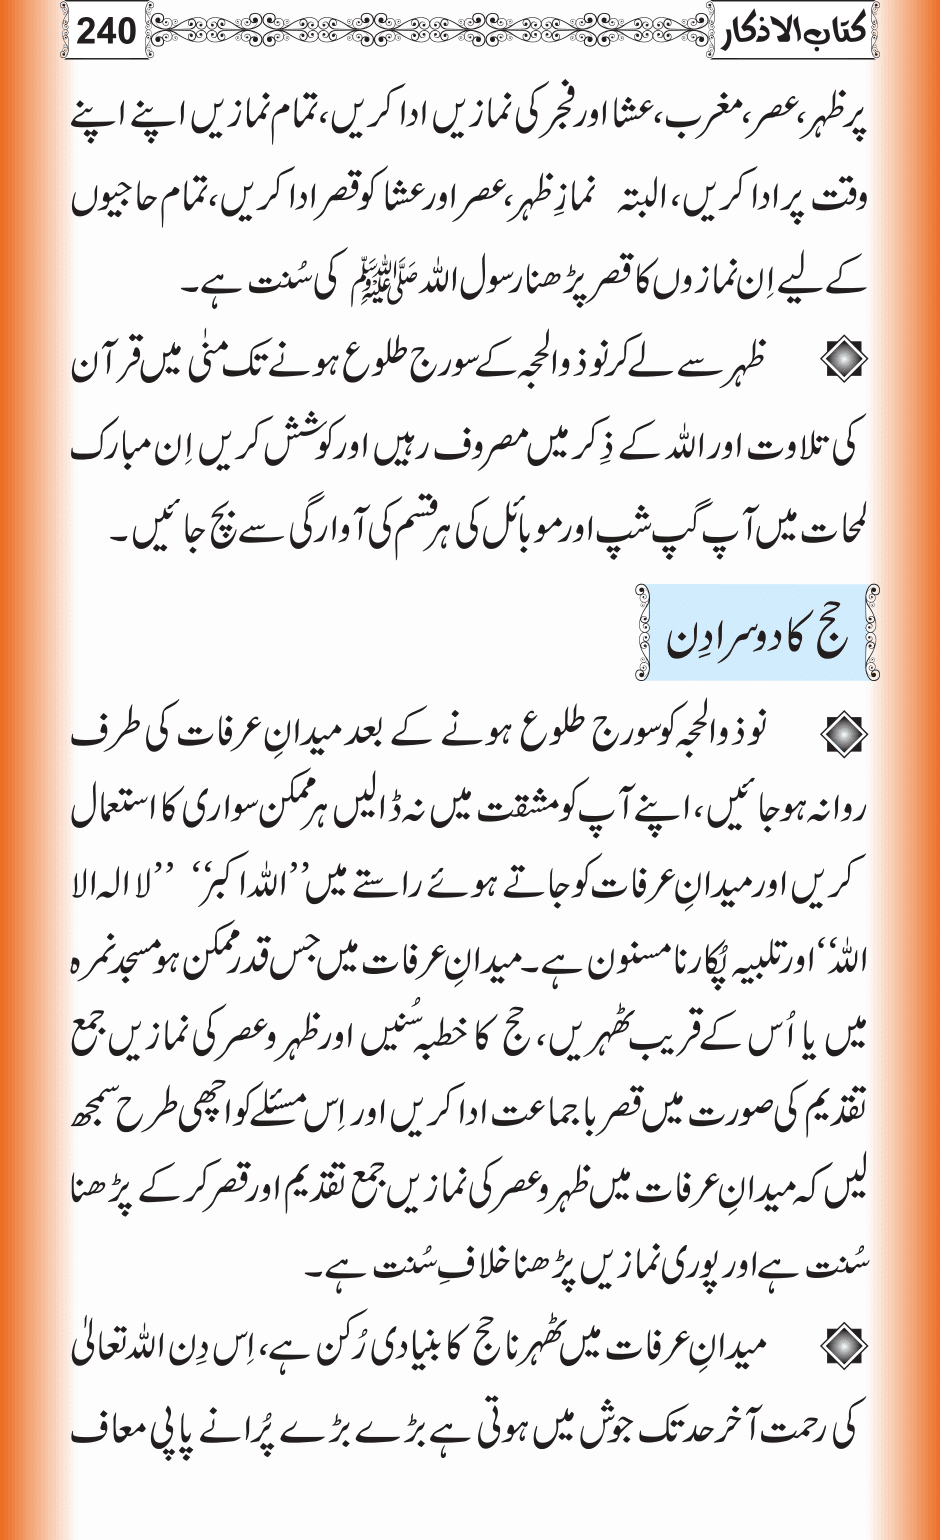 کتاب الاذکار 240
پر ظہر، عصر، مغرب، عشا اور فجر کی نمازیں ادا کریں، تمام نمازیں اپنے اپنے
وقت پر ادا کریں، البتہ نمازِ ظہر، عصر اور عشا کو قصر ادا کریں، تمام حاجیوں
کے لیے اِن نمازوں کا قصر پڑھنا رسول اللہ ﷺ کی سُنت ہے۔
ظہر سے لے کر نو ذوالحجہ کے سورج طلوع ہونے تک منیٰ میں قرآن
کی تلاوت اور اللہ کے ذِکر میں مصروف رہیں اور کوشش کریں اِن مبارک
لمحات میں آپ گپ شپ اور موبائل کی ہر قسم کی آوارگی سے بچ جائیں۔
حج کا دوسرا دِن
نو ذوالحجہ کو سورج طلوع ہونے کے بعد میدانِ عرفات کی طرف
روانہ ہو جائیں، اپنے آپ کو مشقت میں نہ ڈالیں ہر ممکن سواری کا استعمال
کریں اور میدانِ عرفات کو جاتے ہوئے راستے میں ’’اللہ اکبر‘‘ ’’لا الہ الا
اللہ‘‘ اور تلبیہ پُکارنا مسنون ہے۔ میدانِ عرفات میں جس قدر ممکن ہو مسجد نمرہ
میں یا اُس کے قریب ٹھہریں، حج کا خطبہ سُنیں اور ظہر و عصر کی نمازیں جمع
تقدیم کی صورت میں قصر با جماعت ادا کریں اور اِس مسئلے کو اچھی طرح سمجھ
لیں کہ میدانِ عرفات میں ظہر و عصر کی نمازیں جمع تقدیم اور قصر کر کے پڑھنا
سُنت ہے اور پوری نمازیں پڑھنا خلافِ سُنت ہے۔
میدانِ عرفات میں ٹھہرنا حج کا بنیادی رُکن ہے، اِس دِن اللہ تعالیٰ
کی رحمت آخر حد تک جوش میں ہوتی ہے بڑے بڑے پُرانے پاپی معاف